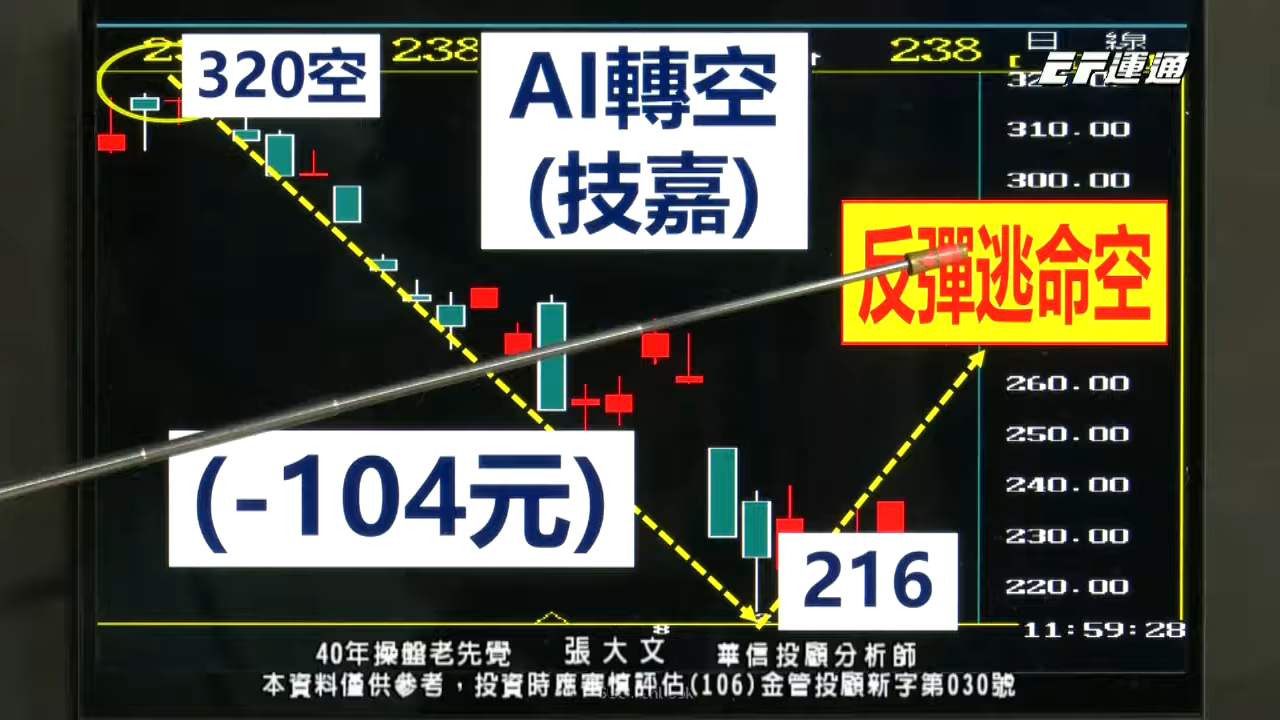 238
238
日 線
EF運通
320空
AI轉空
(技嘉)
310.00
300.00
反彈逃命空
260.00
250.00
(-104元)
240.00
230.00
216
220.00
11:59:28
40年操盤老先覺 張大文 華信投顧分析師
本資料僅供參考，投資時應審慎評估(106)金管投顧新字第030號